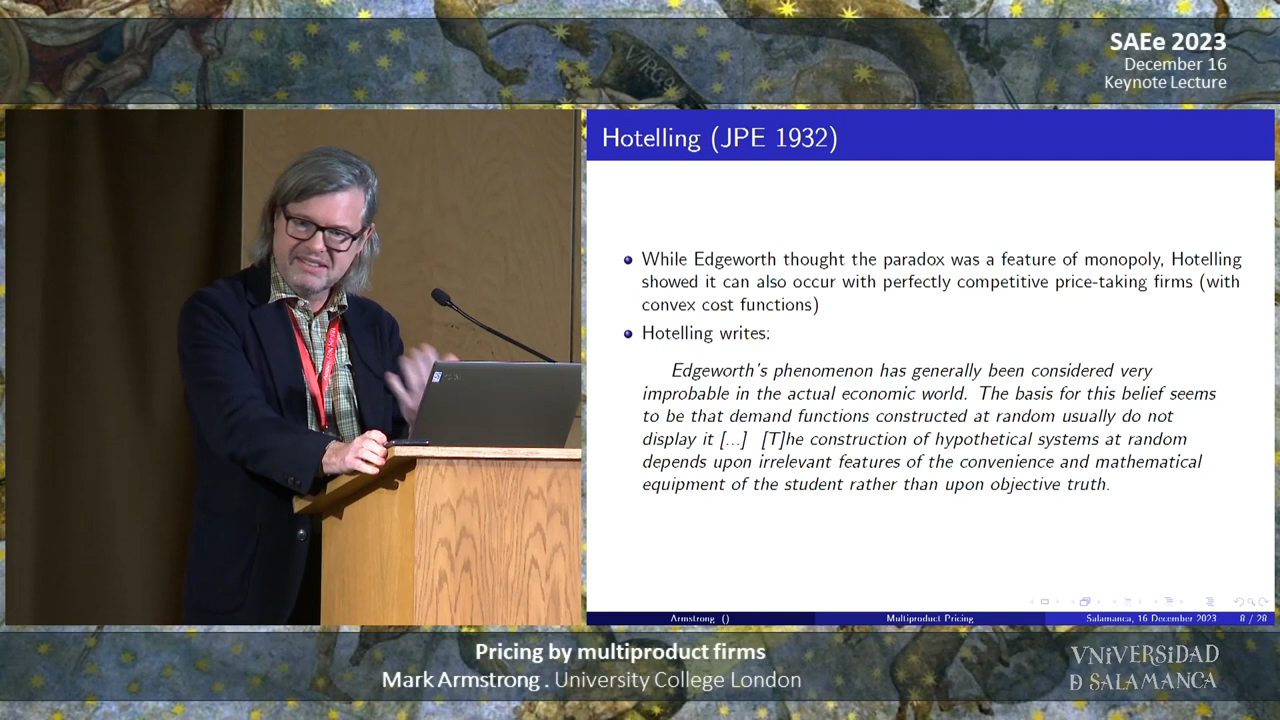 SAEe 2023
December 16
Keynote Lecture
Hotelling (JPE 1932)
While Edgeworth thought the paradox was a feature of monopoly, Hotelling
showed it can also occur with perfectly competitive price-taking firms (with
convex cost functions)
Hotelling writes:
Edgeworth's phenomenon has generally been considered very
improbable in the actual economic world. The basis for this belief seems
to be that demand functions constructed at random usually do not
display it [...] [T]he construction of hypothetical systems at random
depends upon irrelevant features of the convenience and mathematical
equipment of the student rather than upon objective truth.
Armstrong ()
Multiproduct Pricing
Salamanca, 16 December 2023
8 / 28
Pricing by multiproduct firms
Mark Armstrong . University College London
VNiVERSiDAD
Ð SALAMANCA